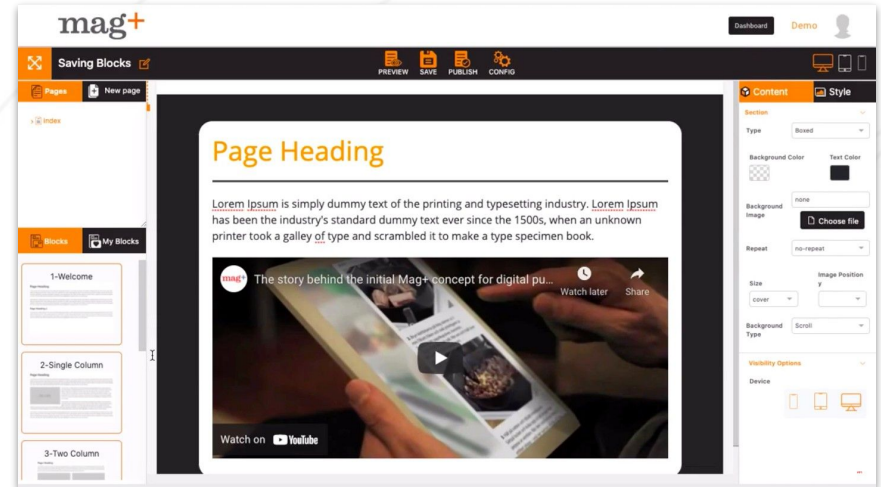 mag+
Dashboard
Demo
Saving Blocks
PREVIEW
SAVE
PUBLISH
CONFIG
Pages
New page
Index
Blocks
My Blocks
1-Welcome
Page Heading
2-Single Column
Page Heading
3-Two Column
Page Heading
Lorem Ipsum is simply dummy text of the printing and typesetting industry. Lorem Ipsum
has been the industry's standard dummy text ever since the 1500s, when an unknown
printer took a galley of type and scrambled it to make a type specimen book.
mag+
The story behind the initial Mag+ concept for digital pu...
Watch later
Share
Watch on YouTube
Content
Style
Section
Type
Boxed
Background Color
Text Color
Background
Image
none
Choose file
Repeat
no-repeat
Size
Image Position
y
cover
Background
Type
Scroll
Visibility Options
Device